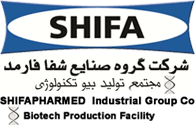 SHIFA
شرکت گروه صنایع شفا فارمد
مجتمع تولید بیو تکنولوژی
SHIFAPHARMED Industrial Group Co
Biotech Production Facility